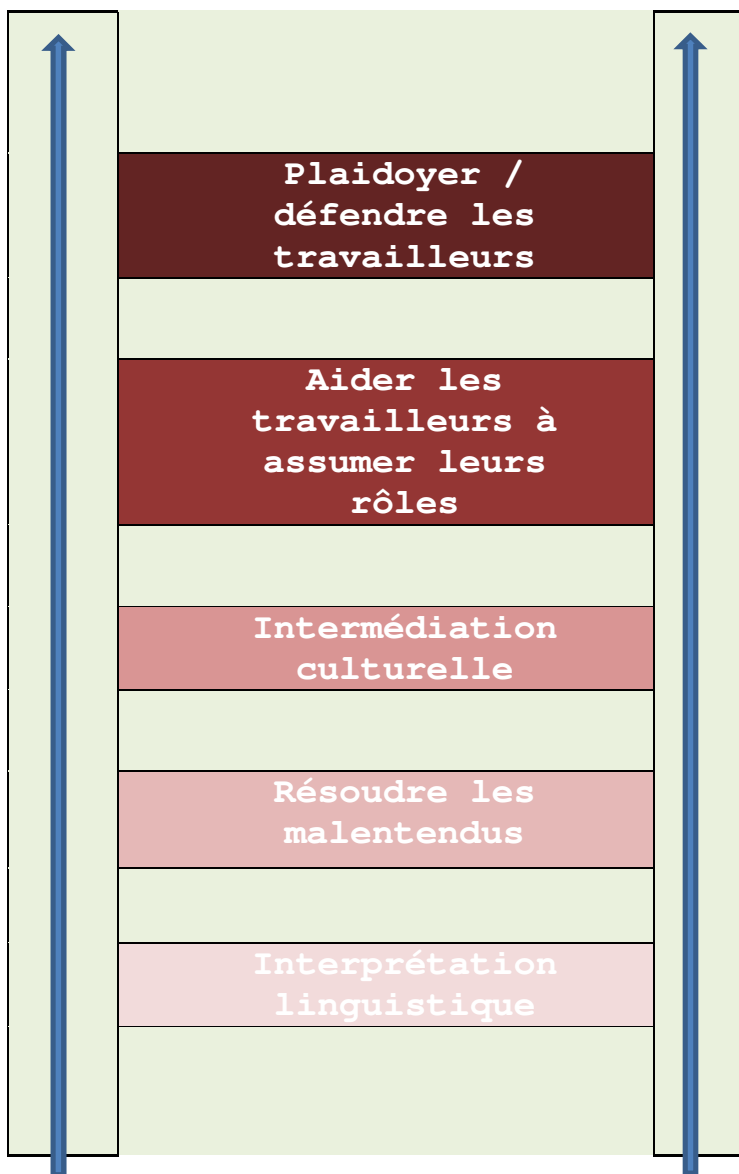 Plaidoyer /
défendre les
travailleurs
Aider les
travailleurs à
assumer leurs
rôles
Intermédiation
culturelle
Résoudre les
malentendus
Interprétation
linguistique